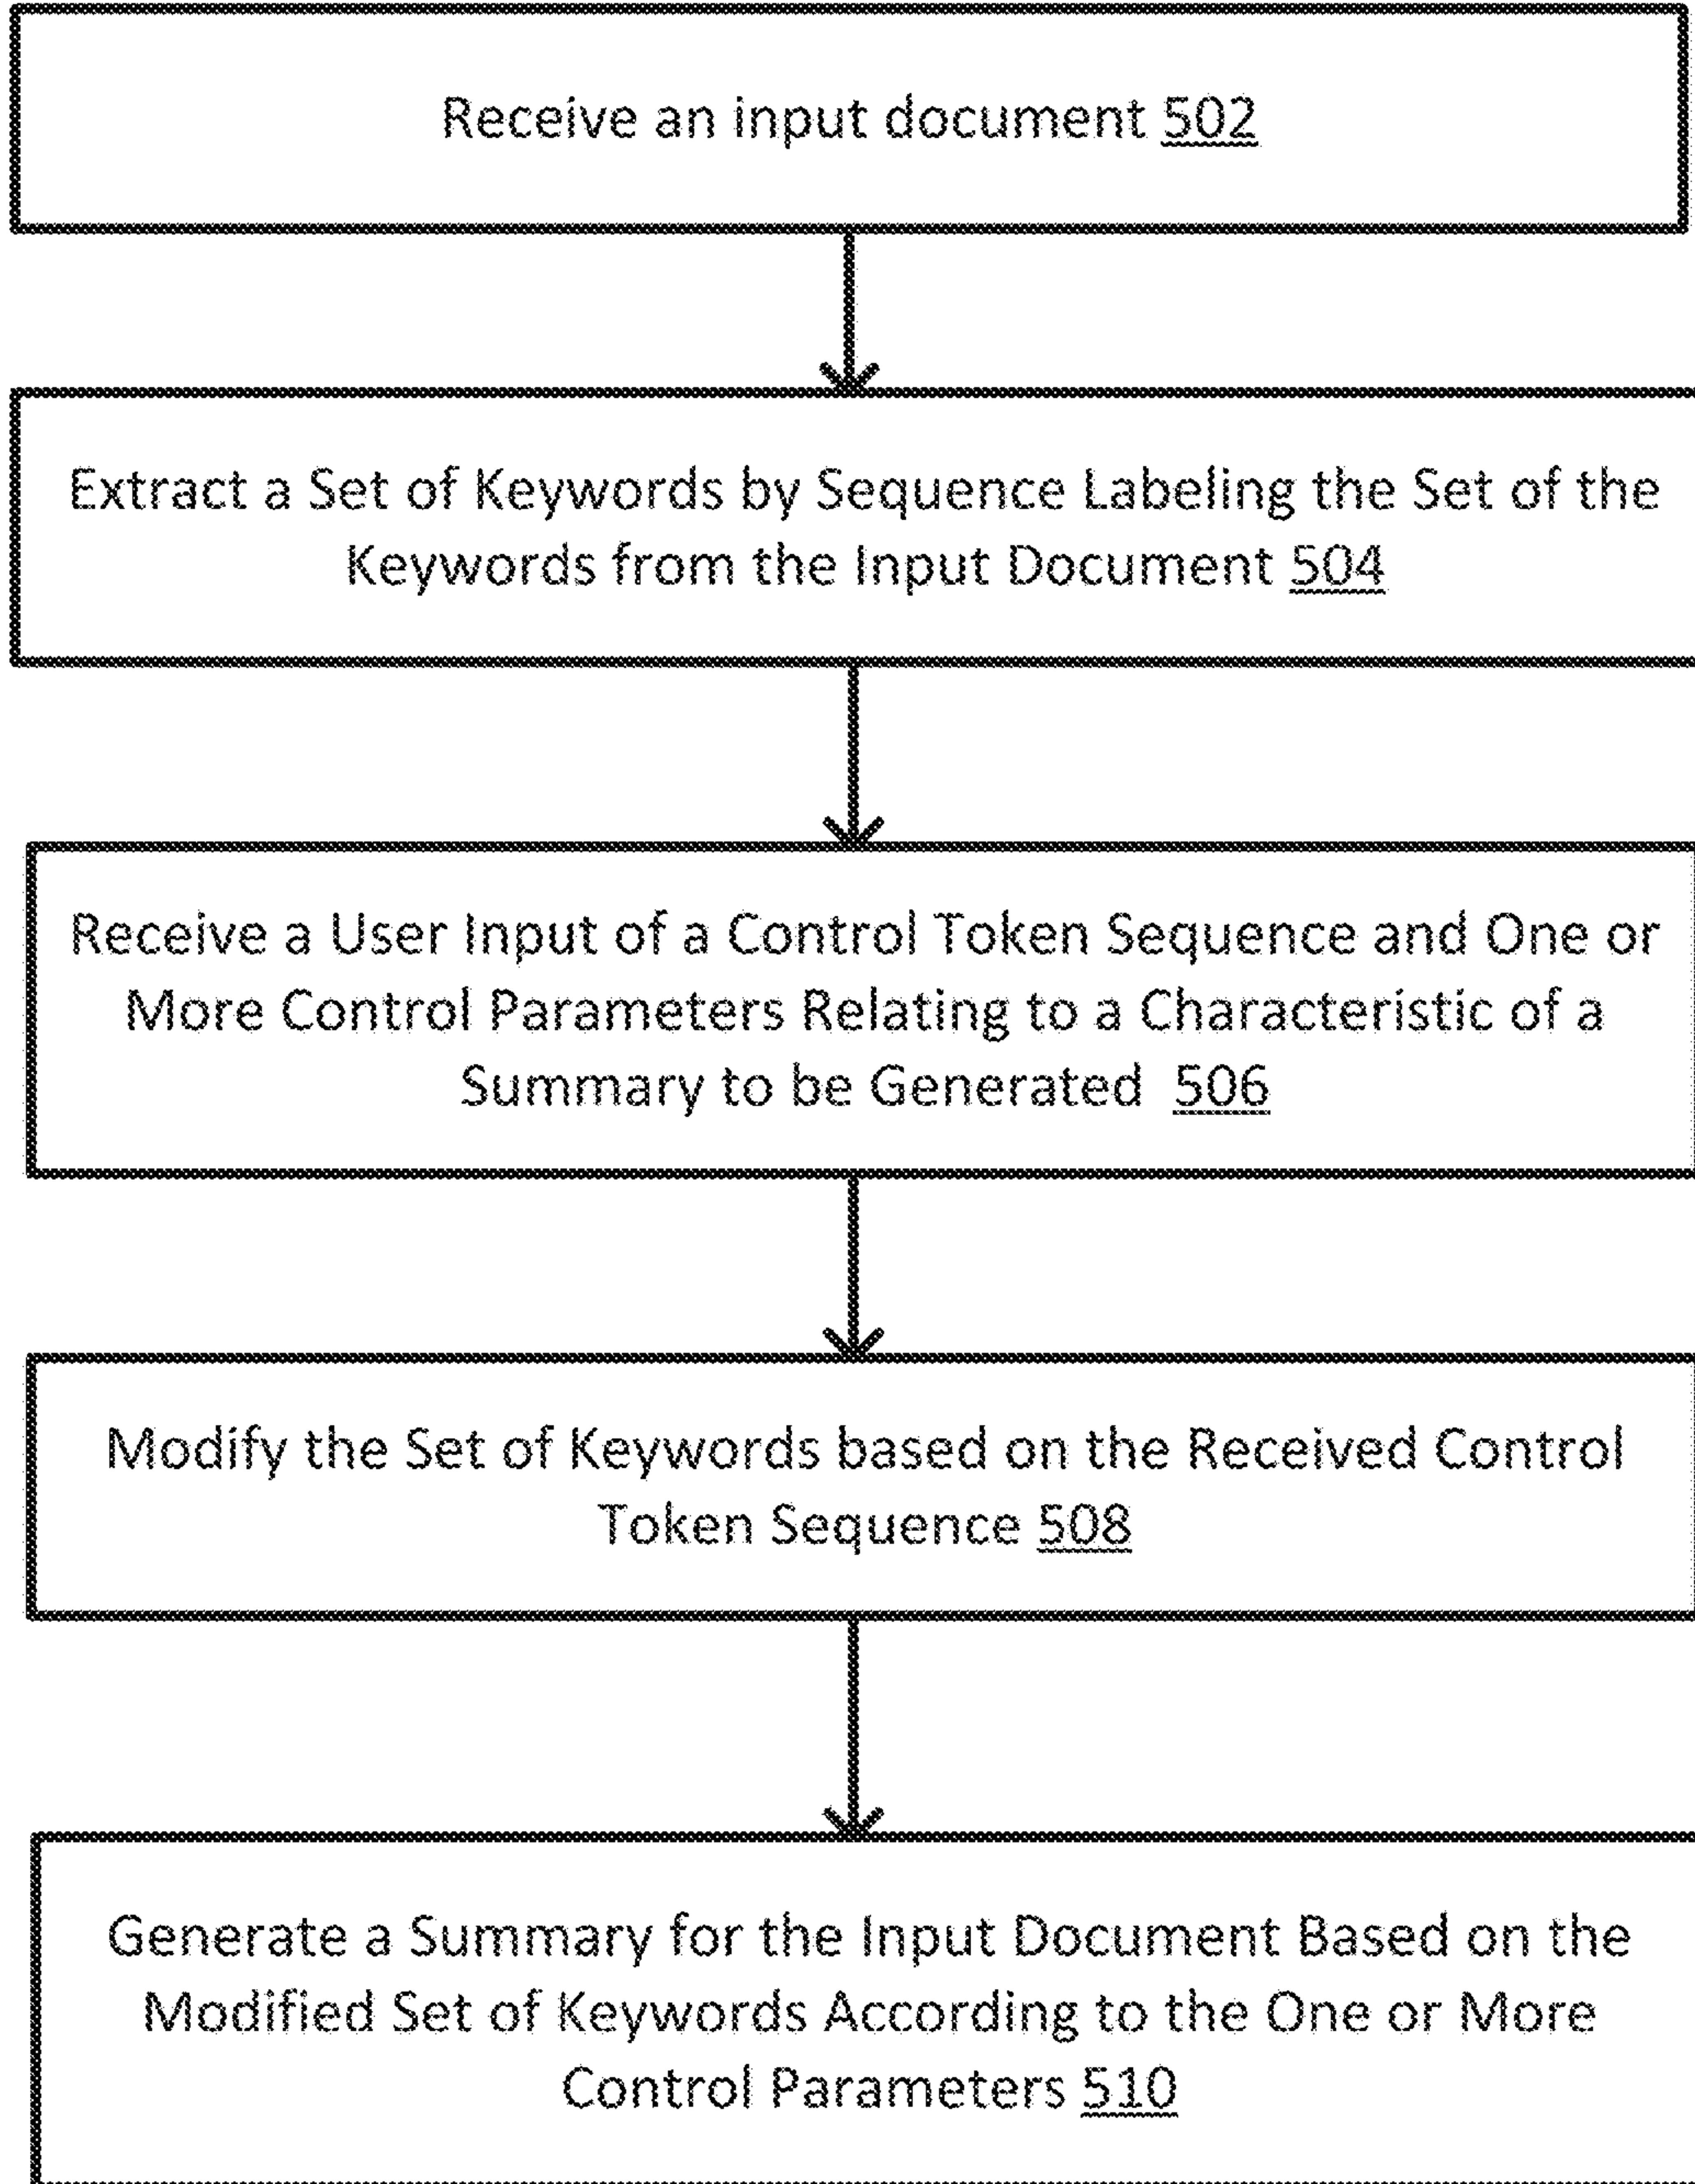 Receive an input document 502
Extract a Set of Keywords by Sequence Labeling the Set of the
Keywords from the Input Document 504
Receive a User Input of a Control Token Sequence and One or
More Control Parameters Relating to a Characteristic of a
Summary to be Generated 506
Modify the Set of Keywords based on the Received Control
Token Sequence 508
Generate a Summary for the Input Document Based on the
Modified Set of Keywords According to the One or More
Control Parameters 510